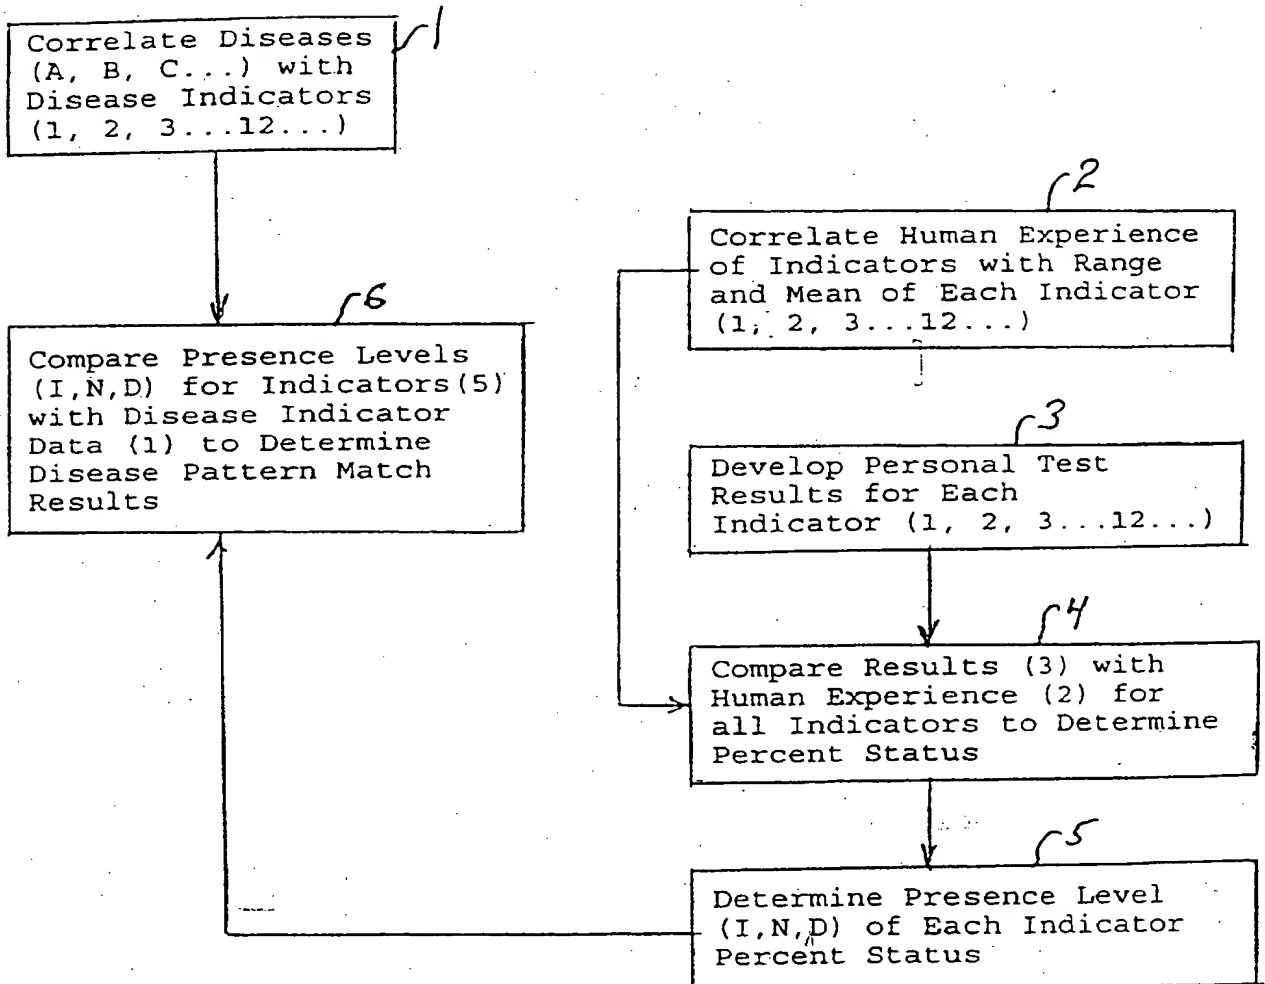 1
Correlate Diseases
(A, B, C...) with
Disease Indicators
(1, 2, 3...12...)
2
Correlate Human Experience
of Indicators with Range
and Mean of Each Indicator
(1, 2, 3...12...)
6
Compare Presence Levels
(I,N,D) for Indicators(5)
with Disease Indicator
Data (1) to Determine
Disease Pattern Match
Results
3
Develop Personal Test
Results for Each
Indicator (1, 2, 3...12...)
4
Compare Results (3) with
Human Experience (2) for
all Indicators to Determine
Percent Status
5
Determine Presence Level
(I,N,D) of Each Indicator
Percent Status